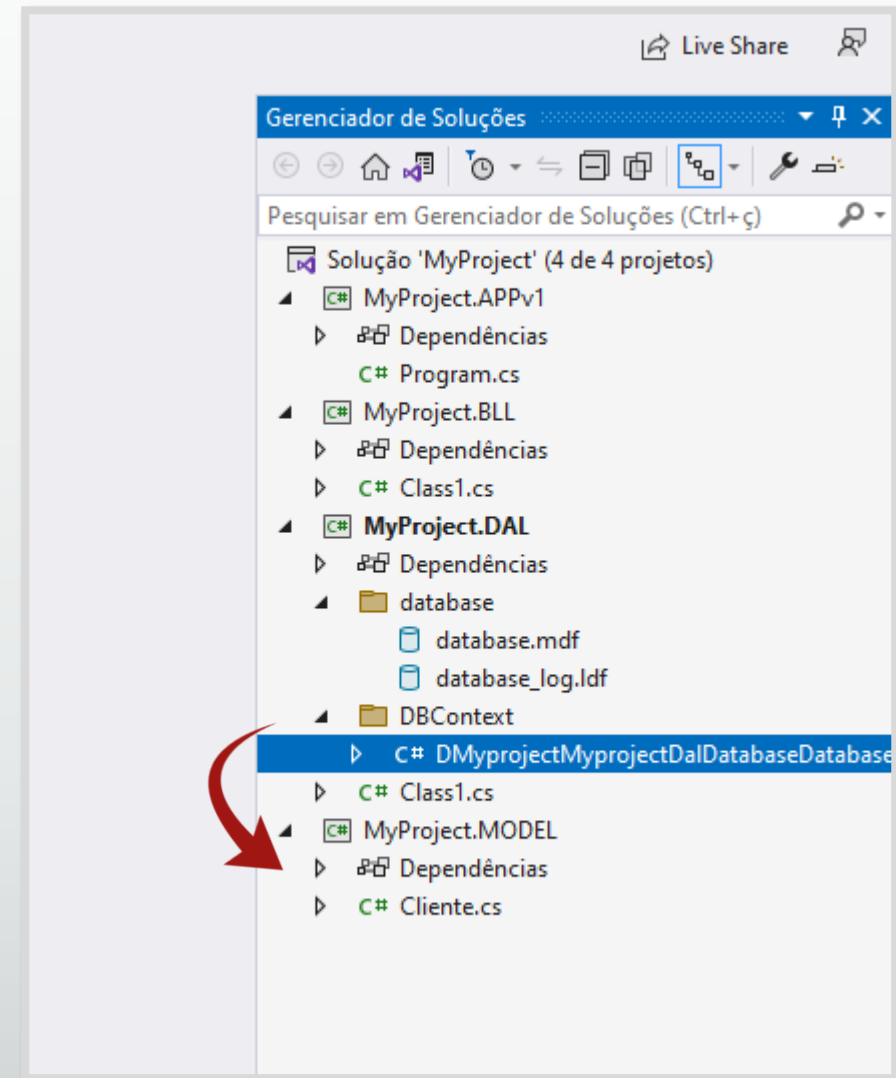 Live Share
Gerenciador de Soluções
Pesquisar em Gerenciador de Soluções (Ctrl+ç)
Solução 'MyProject' (4 de 4 projetos)
C# MyProject.APPv1
Dependências
C# Program.cs
C# MyProject.BLL
Dependências
C# Class1.cs
C# MyProject.DAL
Dependências
database
database.mdf
database_log.ldf
DBContext
C# DMyprojectMyprojectDalDatabaseDatabase
C# Class1.cs
C# MyProject.MODEL
Dependências
C# Cliente.cs